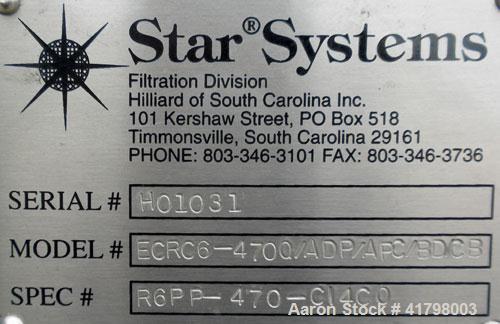 Star® Systems
Filtration Division
Hilliard of South Carolina Inc.
101 Kershaw Street, PO Box 518
Timmonsville, South Carolina 29161
PHONE: 803-346-3101 FAX: 803-346-3736
SERIAL # H01031
MODEL # ECRC6-470Q/ADP/APC/BDCB
SPEC # R6PP-470-C14C0
Aaron Stock # 41798003